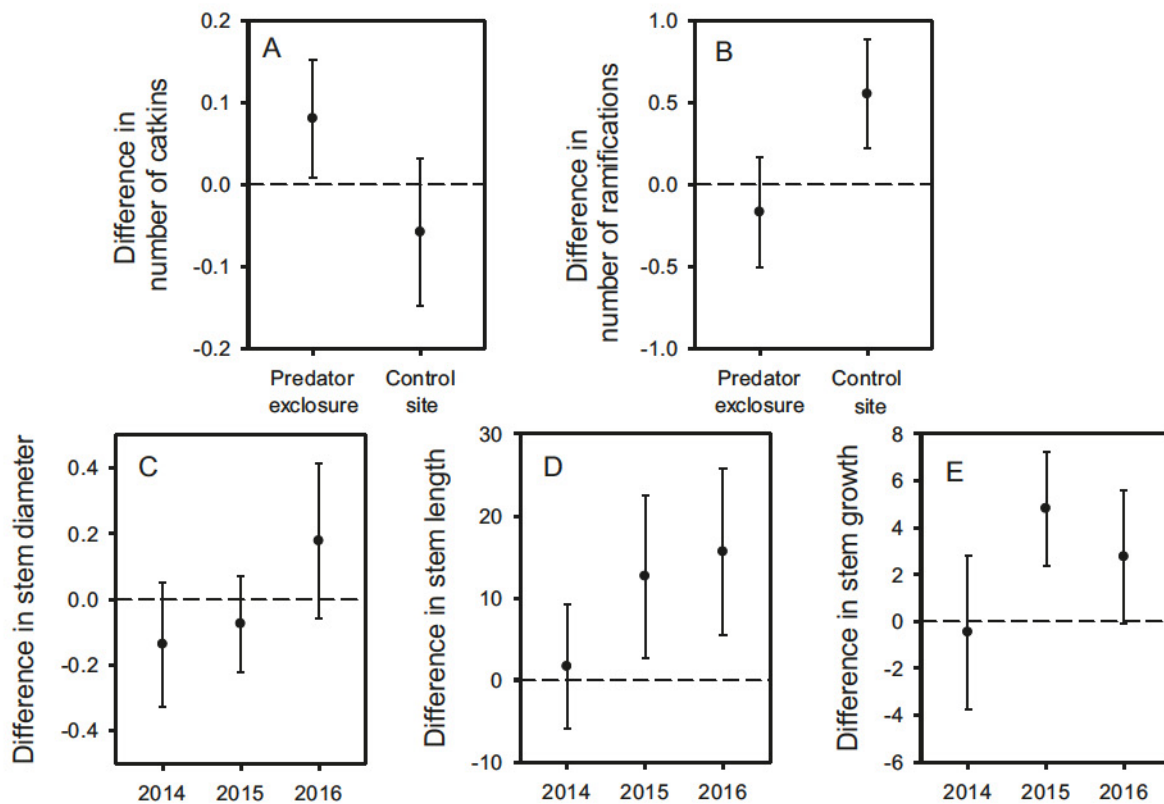 A
Difference in
number of catkins
0.2
0.1
0.0
-0.1
-0.2
Predator
exclosure
Control
site
B
Difference in
number of ramifications
1.0
0.5
0.0
-0.5
-1.0
Predator
exclosure
Control
site
C
Difference in stem diameter
0.4
0.2
0.0
-0.2
-0.4
2014 2015 2016
D
Difference in stem length
30
20
10
0
-10
2014 2015 2016
E
Difference in stem growth
8
6
4
2
0
-2
-4
-6
2014 2015 2016